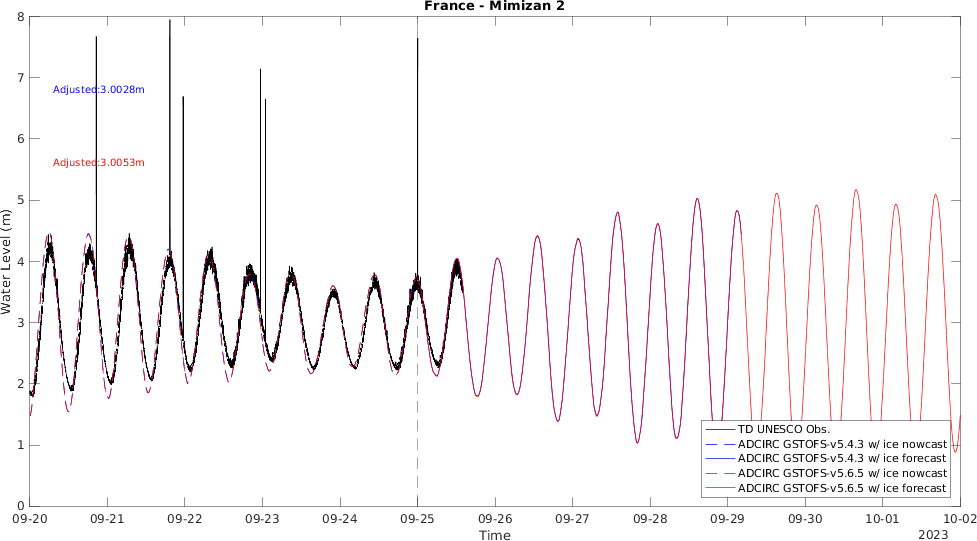 France - Mimizan 2
8
7
6
5
4
3
2
1
0
Water Level (m)
Adjusted:3.0028m
Adjusted:3.0053m
TD UNESCO Obs.
ADCIRC GSTOFS-v5.4.3 w/ ice nowcast
ADCIRC GSTOFS-v5.4.3 w/ ice forecast
ADCIRC GSTOFS-v5.6.5 w/ ice nowcast
ADCIRC GSTOFS-v5.6.5 w/ ice forecast
09-20 09-21 09-22 09-23 09-24 09-25 09-26 09-27 09-28 09-29 09-30 10-01 10-02
Time
2023